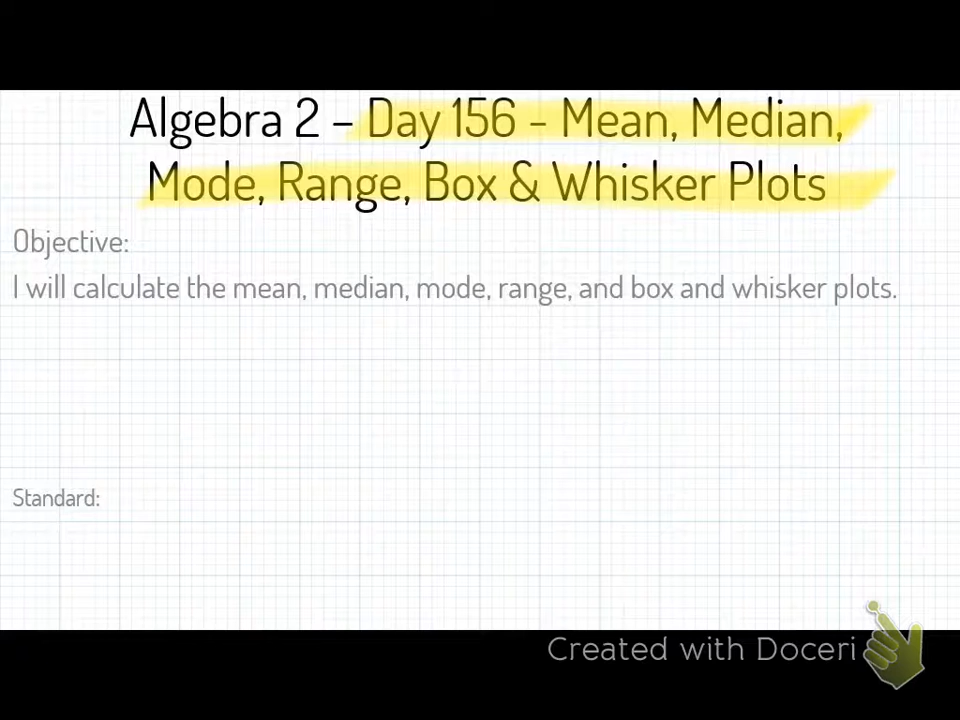 Algebra 2 – Day 156 - Mean, Median,
Mode, Range, Box & Whisker Plots
Objective:
I will calculate the mean, median, mode, range, and box and whisker plots.
Standard:
Created with Doceri